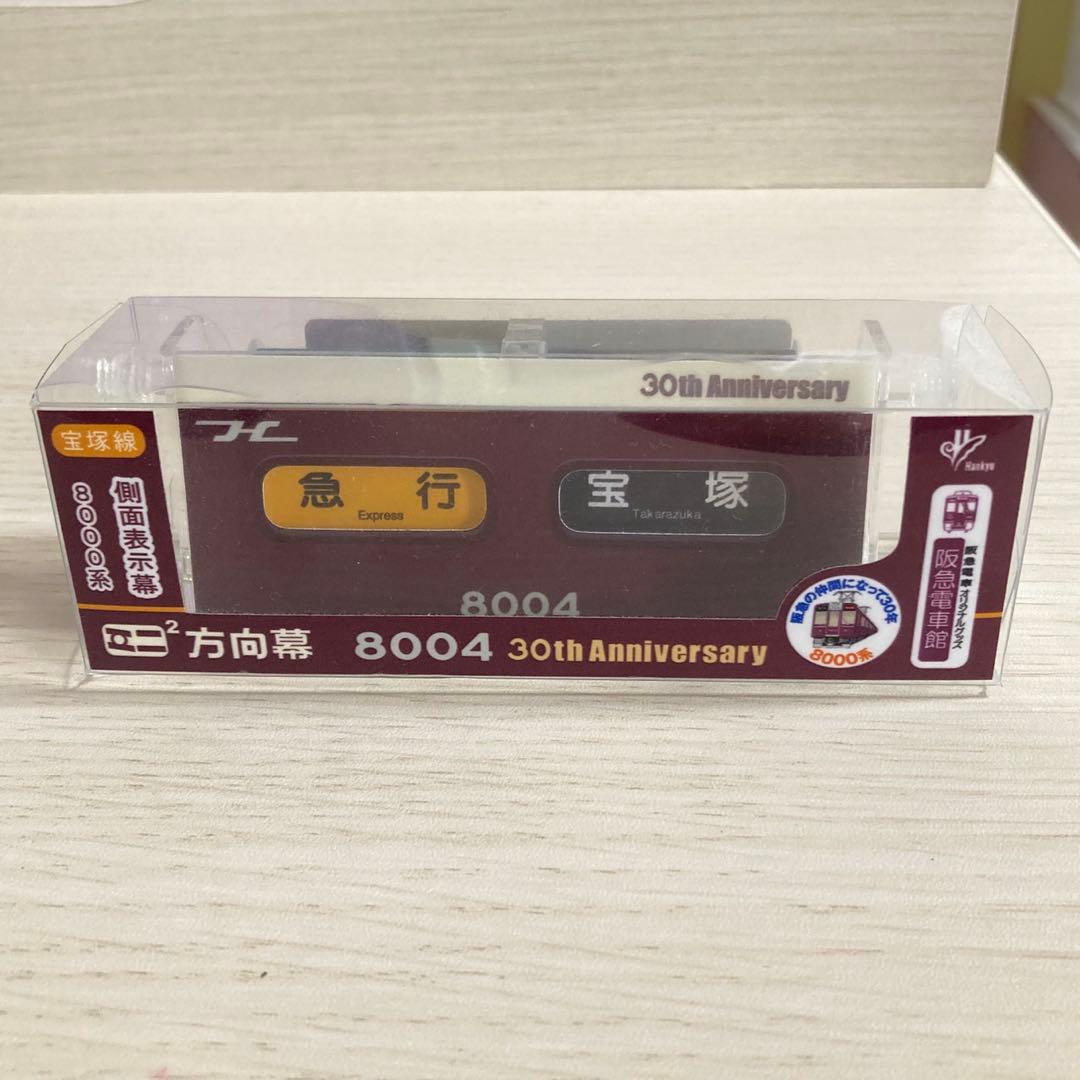 30th Anniversary
宝塚線
側面表示幕
8000系
急行
Express
宝塚
Takarazuka
8004
Hankyu
阪急電車オリジナルグッズ
阪急電車館
阪急の仲間になって30年
8000系
ロー² 方向幕 8004 30th Anniversary